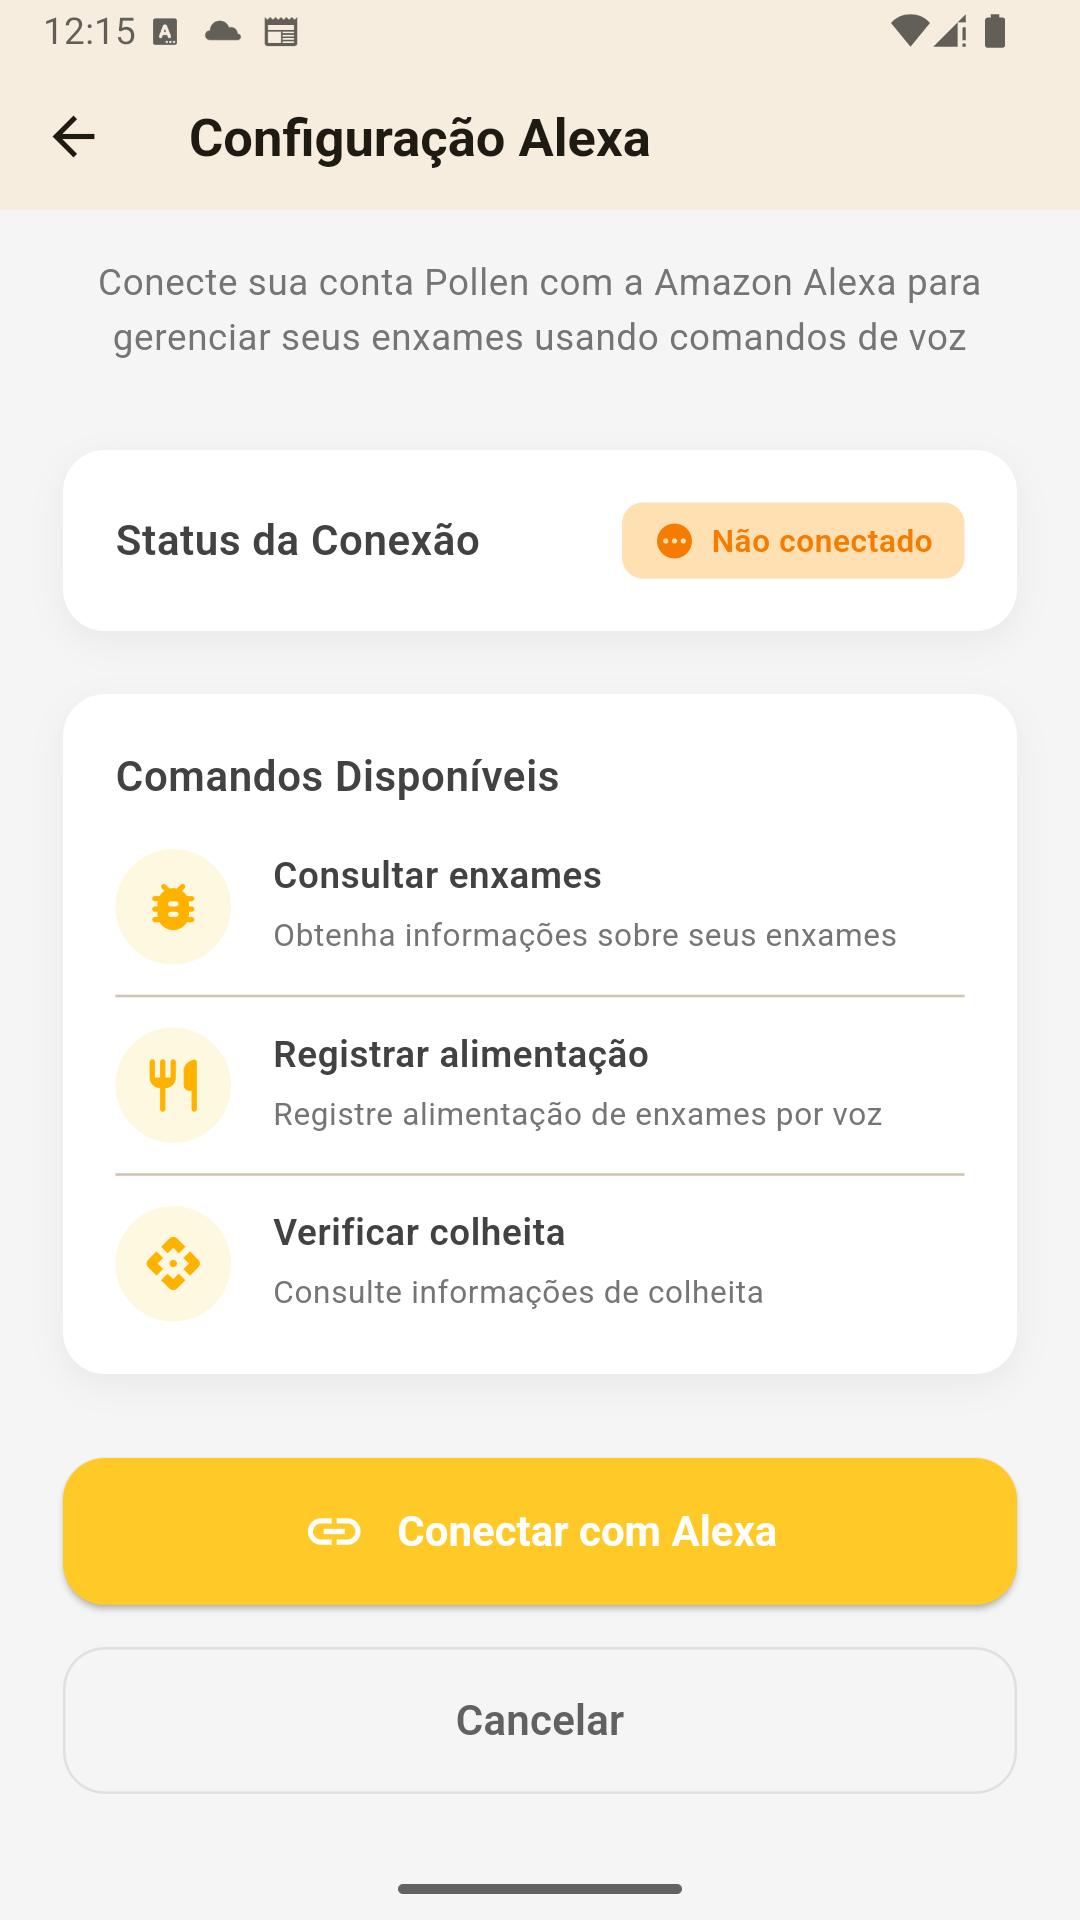 12:15
Configuração Alexa
Conecte sua conta Pollen com a Amazon Alexa para
gerenciar seus enxames usando comandos de voz
Status da Conexão
Não conectado
Comandos Disponíveis
Consultar enxames
Obtenha informações sobre seus enxames
Registrar alimentação
Registre alimentação de enxames por voz
Verificar colheita
Consulte informações de colheita
Conectar com Alexa
Cancelar